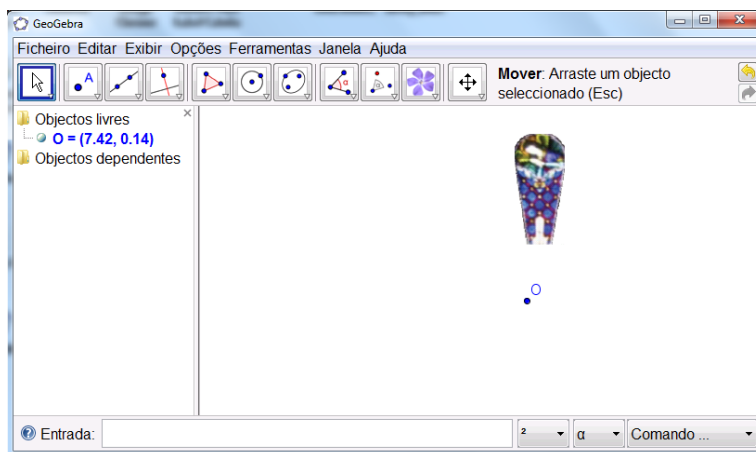 GeoGebra
Ficheiro Editar Exibir Opções Ferramentas Janela Ajuda
A
α
Mover: Arraste um objecto
seleccionado (Esc)
Objectos livres
O = (7.42, 0.14)
Objectos dependentes
O
Entrada:
²
α
Comando ...